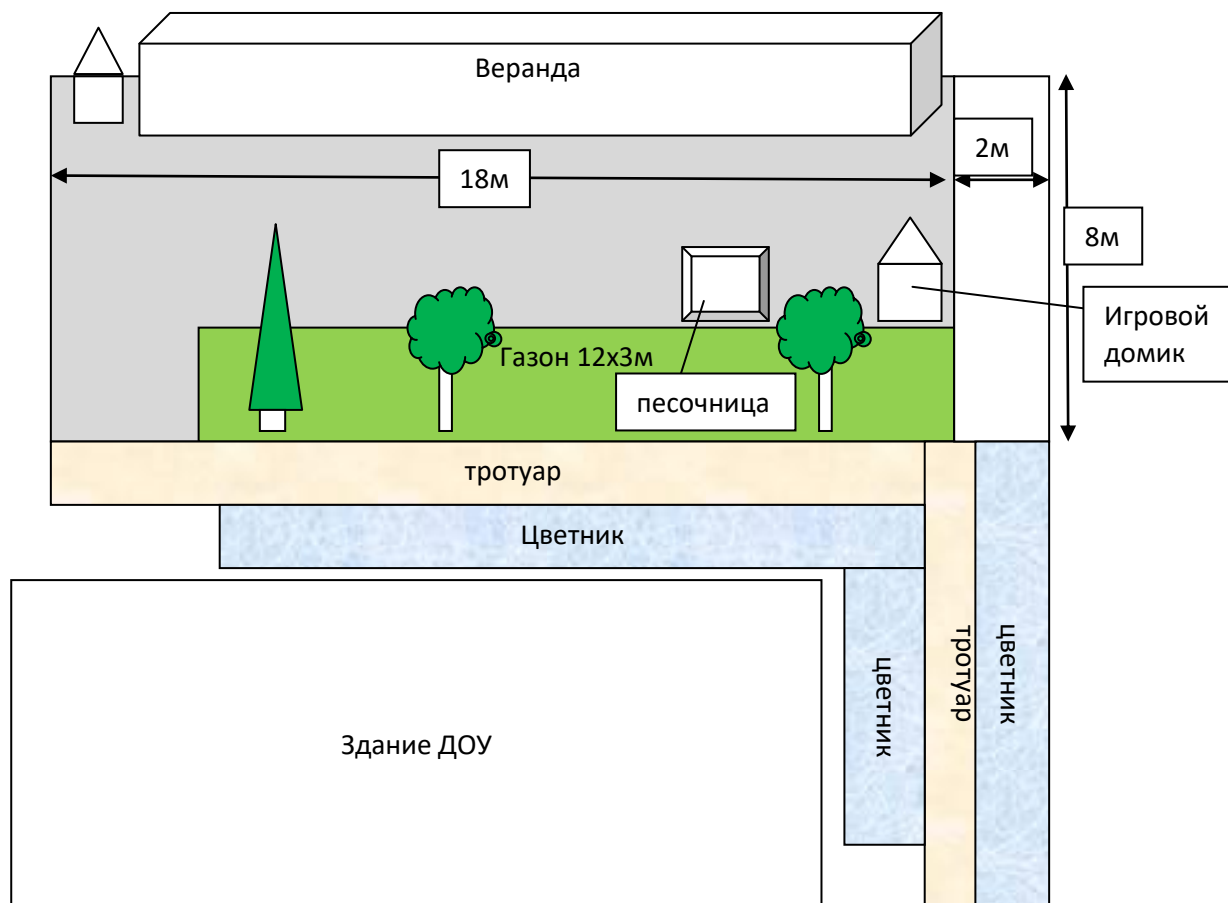 Веранда
2м
18м
8м
Игровой
домик
Газон 12х3м
песочница
тротуар
Цветник
цветник
тротуар
цветник
Здание ДОУ